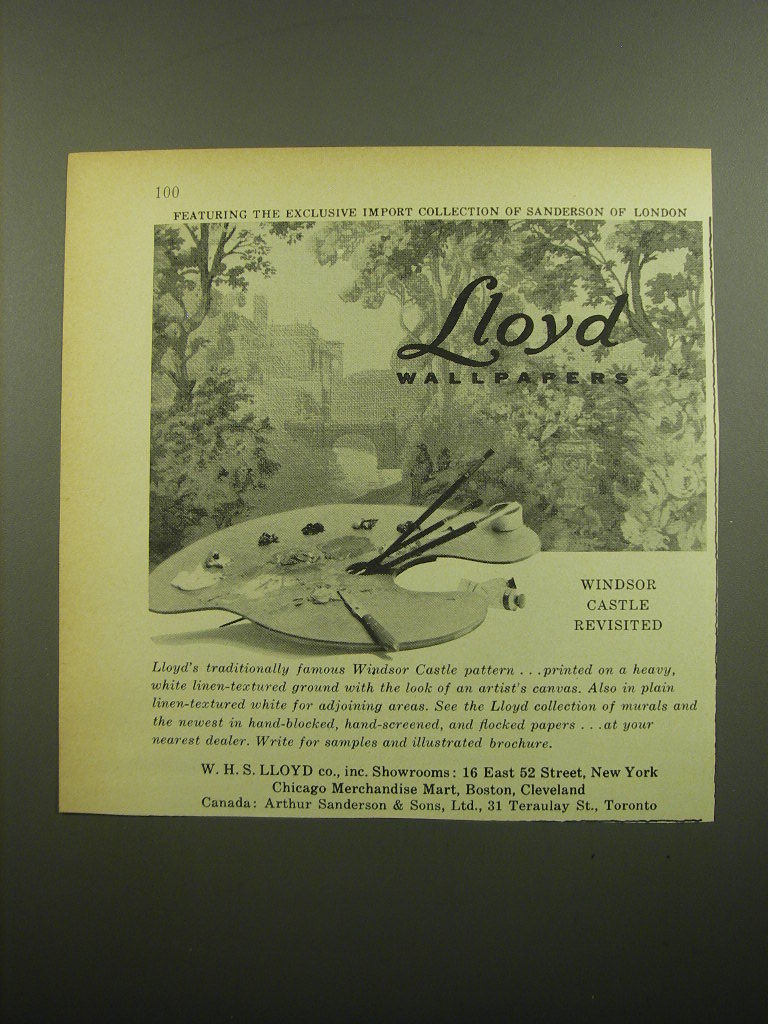 100
FEATURING THE EXCLUSIVE IMPORT COLLECTION OF SANDERSON OF LONDON
Lloyd
WALLPAPERS
WINDSOR
CASTLE
REVISITED
Lloyd's traditionally famous Windsor Castle pattern . . . printed on a heavy,
white linen-textured ground with the look of an artist's canvas. Also in plain
linen-textured white for adjoining areas. See the Lloyd collection of murals and
the newest in hand-blocked, hand-screened, and flocked papers . . . at your
nearest dealer. Write for samples and illustrated brochure.
W. H. S. LLOYD co., inc. Showrooms: 16 East 52 Street, New York
Chicago Merchandise Mart, Boston, Cleveland
Canada: Arthur Sanderson & Sons, Ltd., 31 Teraulay St., Toronto